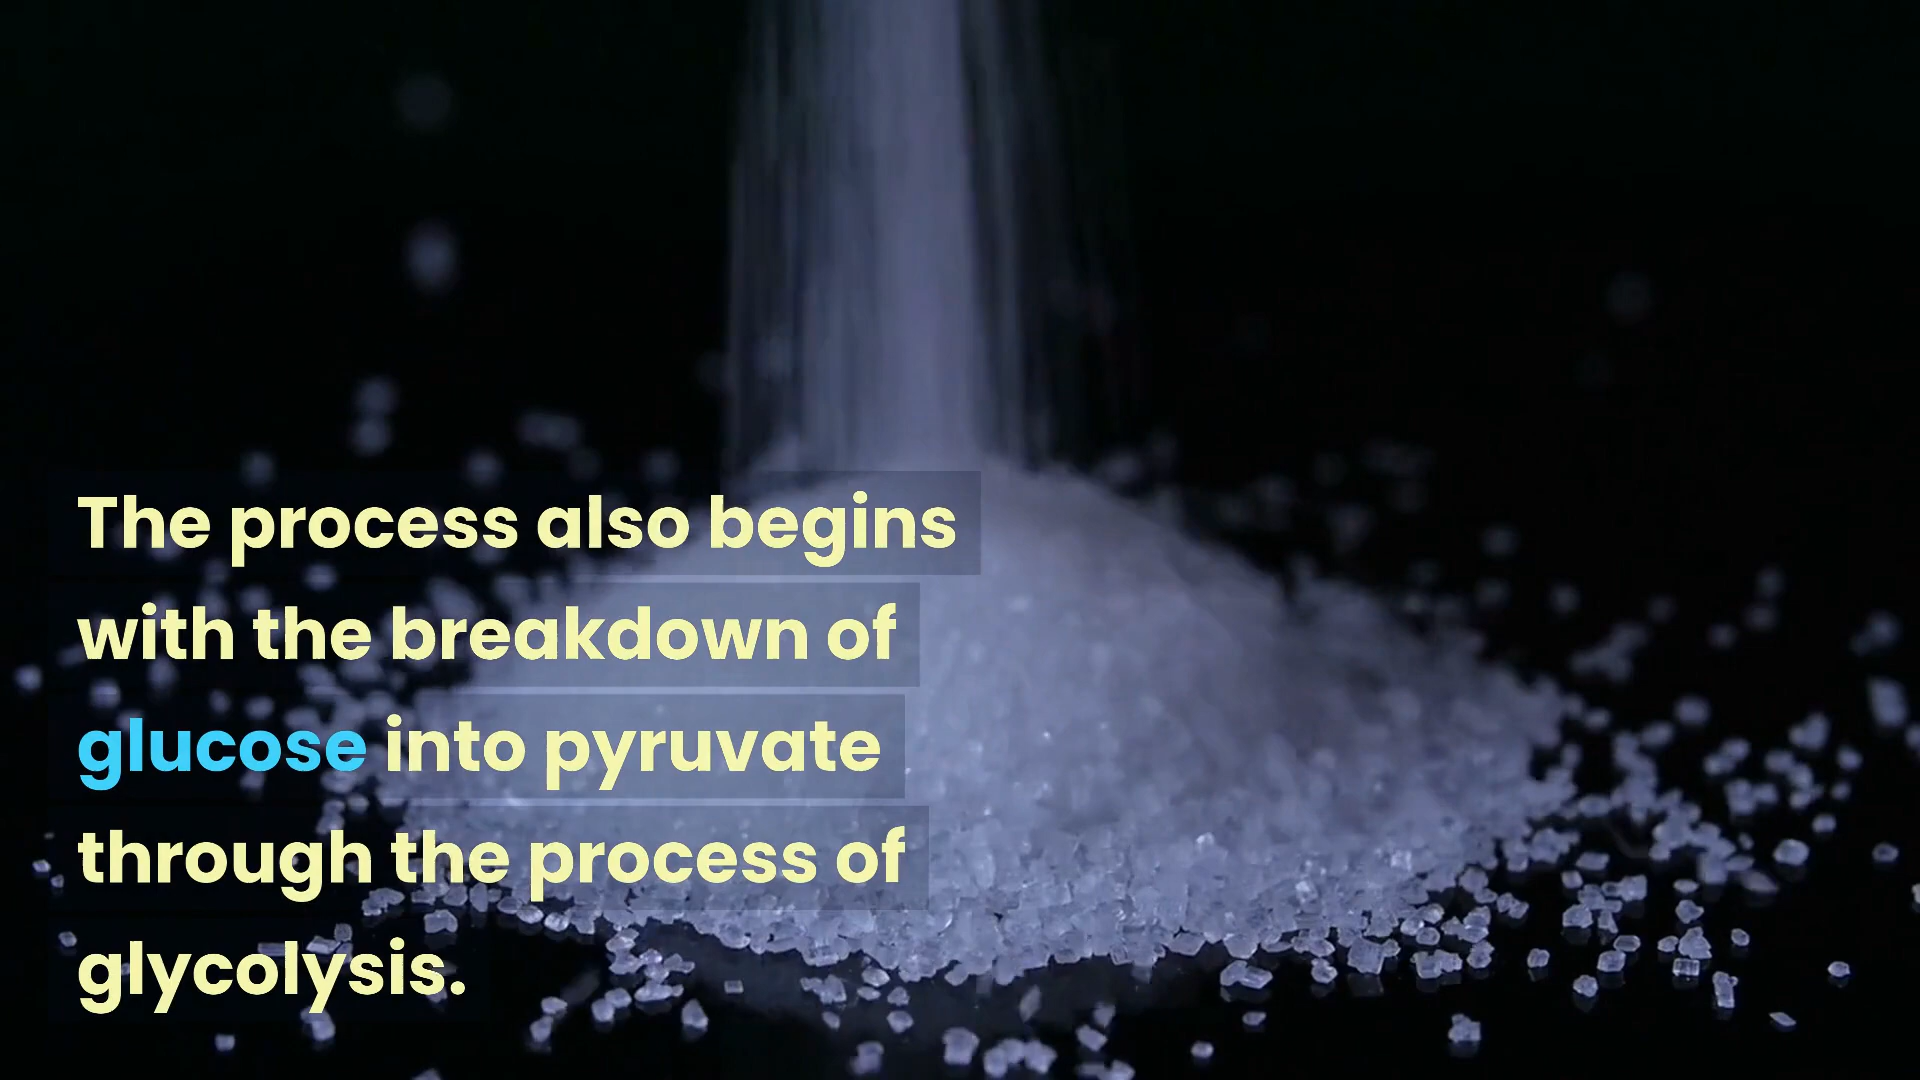 The process also begins
with the breakdown of
glucose into pyruvate
through the process of
glycolysis.